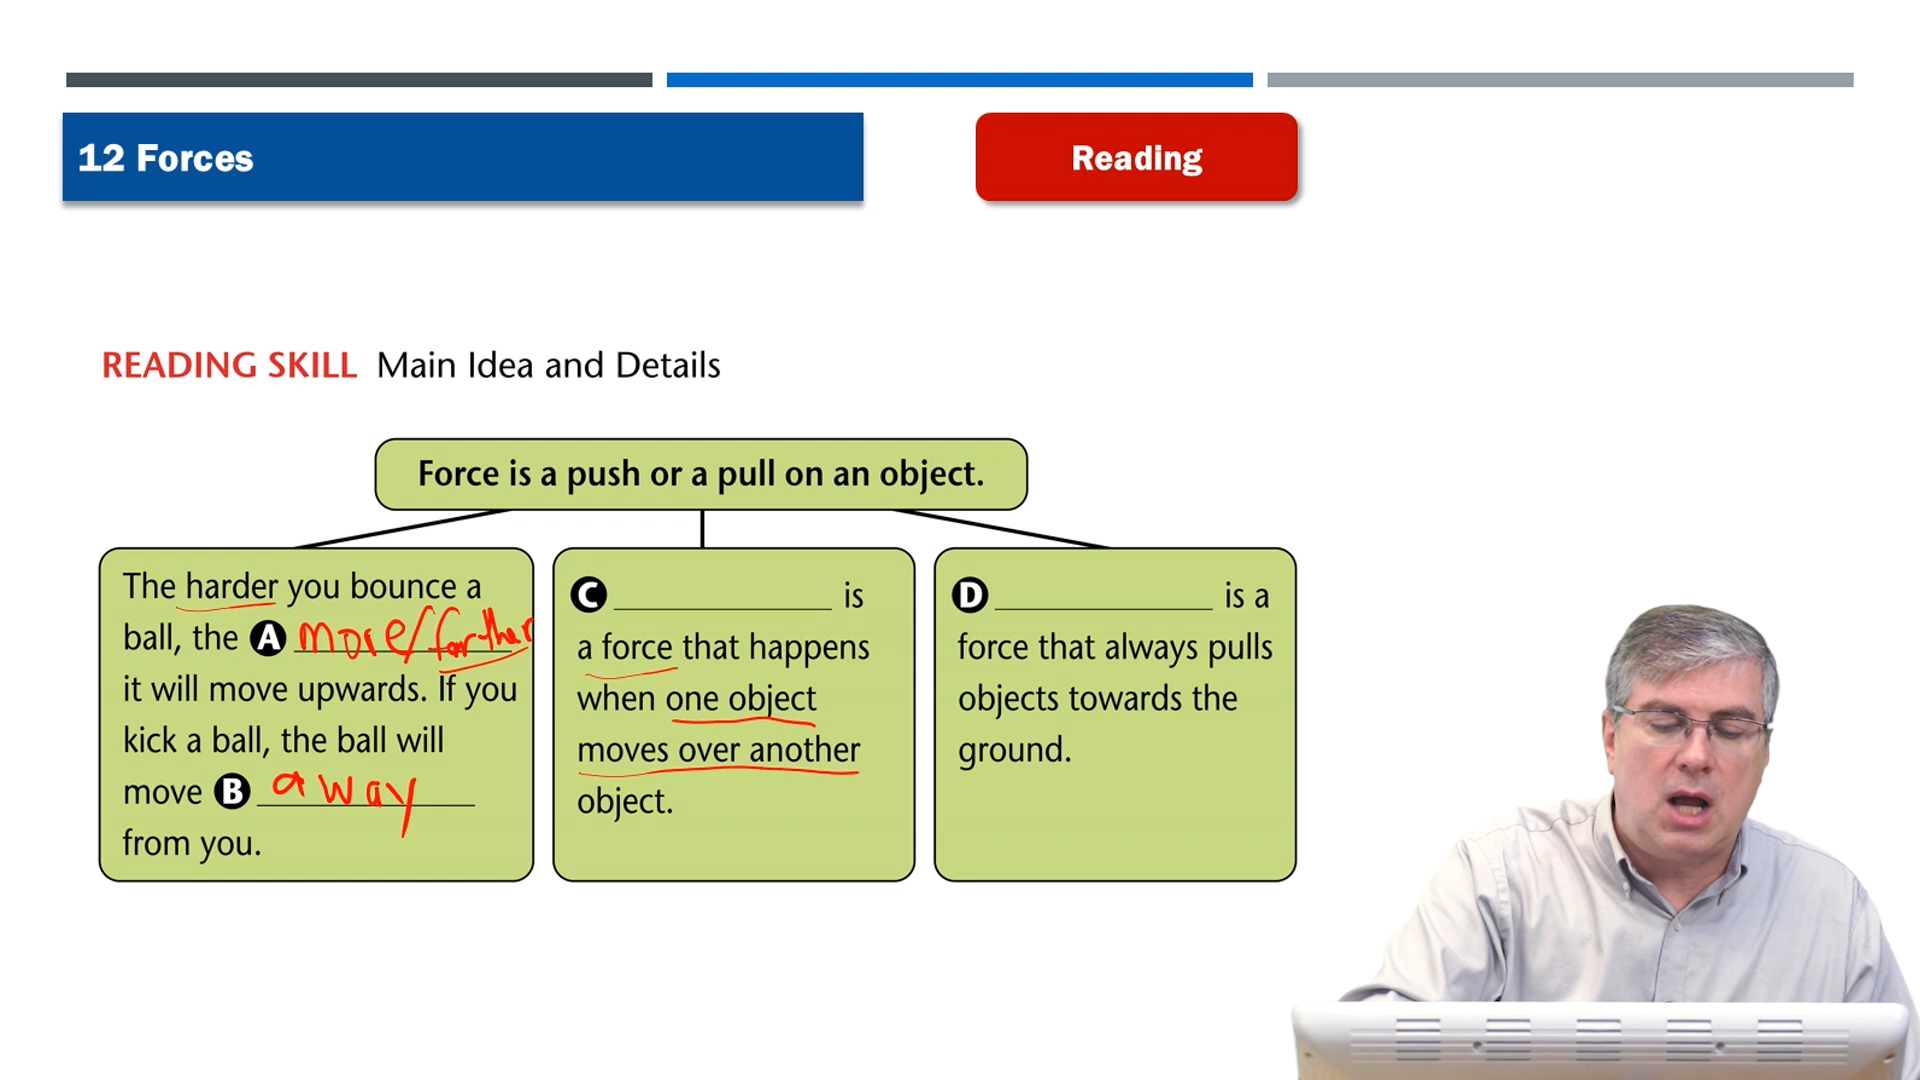 12 Forces
Reading
READING SKILL Main Idea and Details
Force is a push or a pull on an object.
The harder you bounce a
ball, the A more/farther
it will move upwards. If you
kick a ball, the ball will
move B away
from you.
C ____________ is
a force that happens
when one object
moves over another
object.
D ____________ is a
force that always pulls
objects towards the
ground.